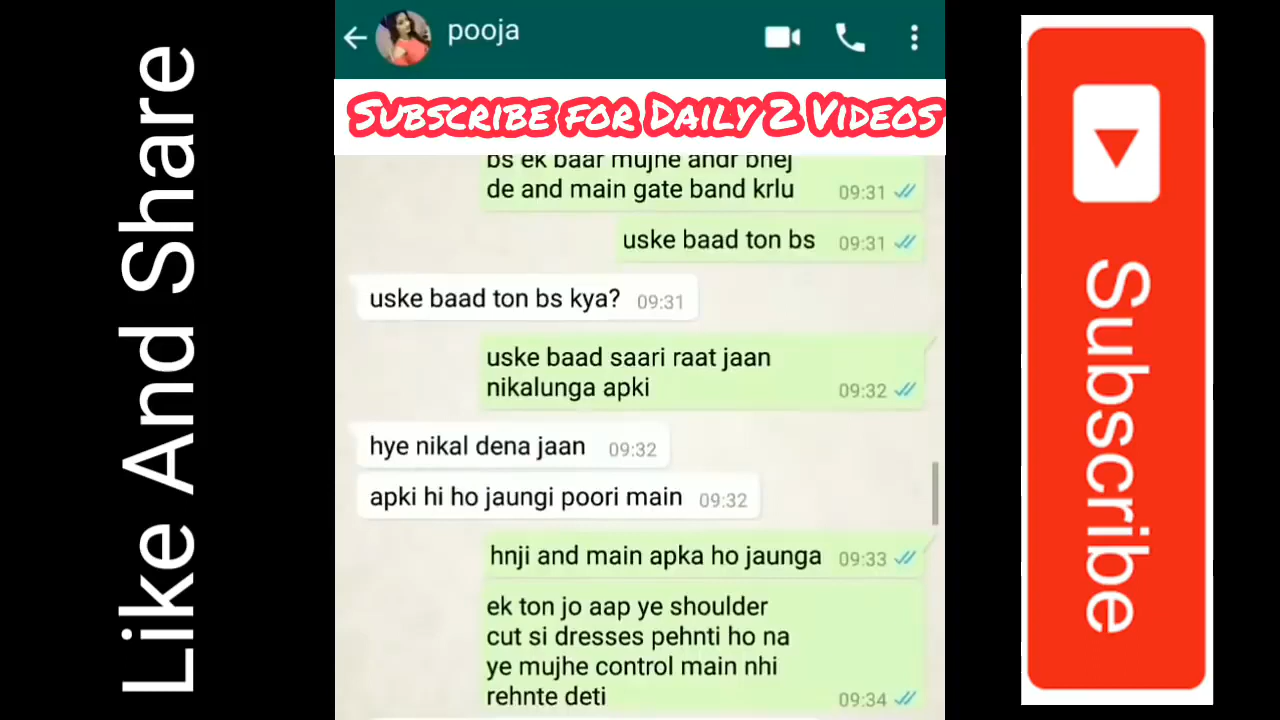 Like And Share
pooja
Subscribe for Daily 2 Videos
bs ek baar mujhe andr bhej
de and main gate band krlu 09:31
uske baad ton bs 09:31
uske baad ton bs kya? 09:31
uske baad saari raat jaan
nikalunga apki 09:32
hye nikal dena jaan 09:32
apki hi ho jaungi poori main 09:32
hnji and main apka ho jaunga 09:33
ek ton jo aap ye shoulder
cut si dresses pehnti ho na
ye mujhe control main nhi
rehnte deti 09:34
Subscribe